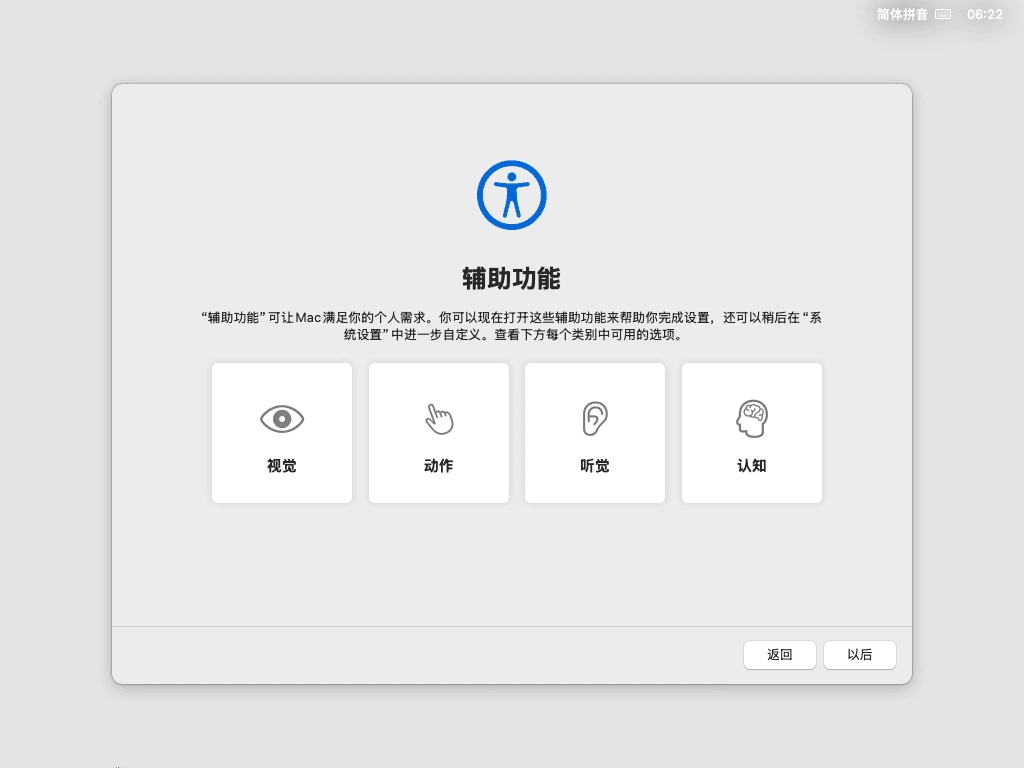 简体拼音 06:22
辅助功能
“辅助功能”可让 Mac 满足你的个人需求。你可以现在打开这些辅助功能来帮助你完成设置，还可以稍后在“系
统设置”中进一步自定义。查看下方每个类别中可用的选项。
视觉
动作
听觉
认知
返回
以后